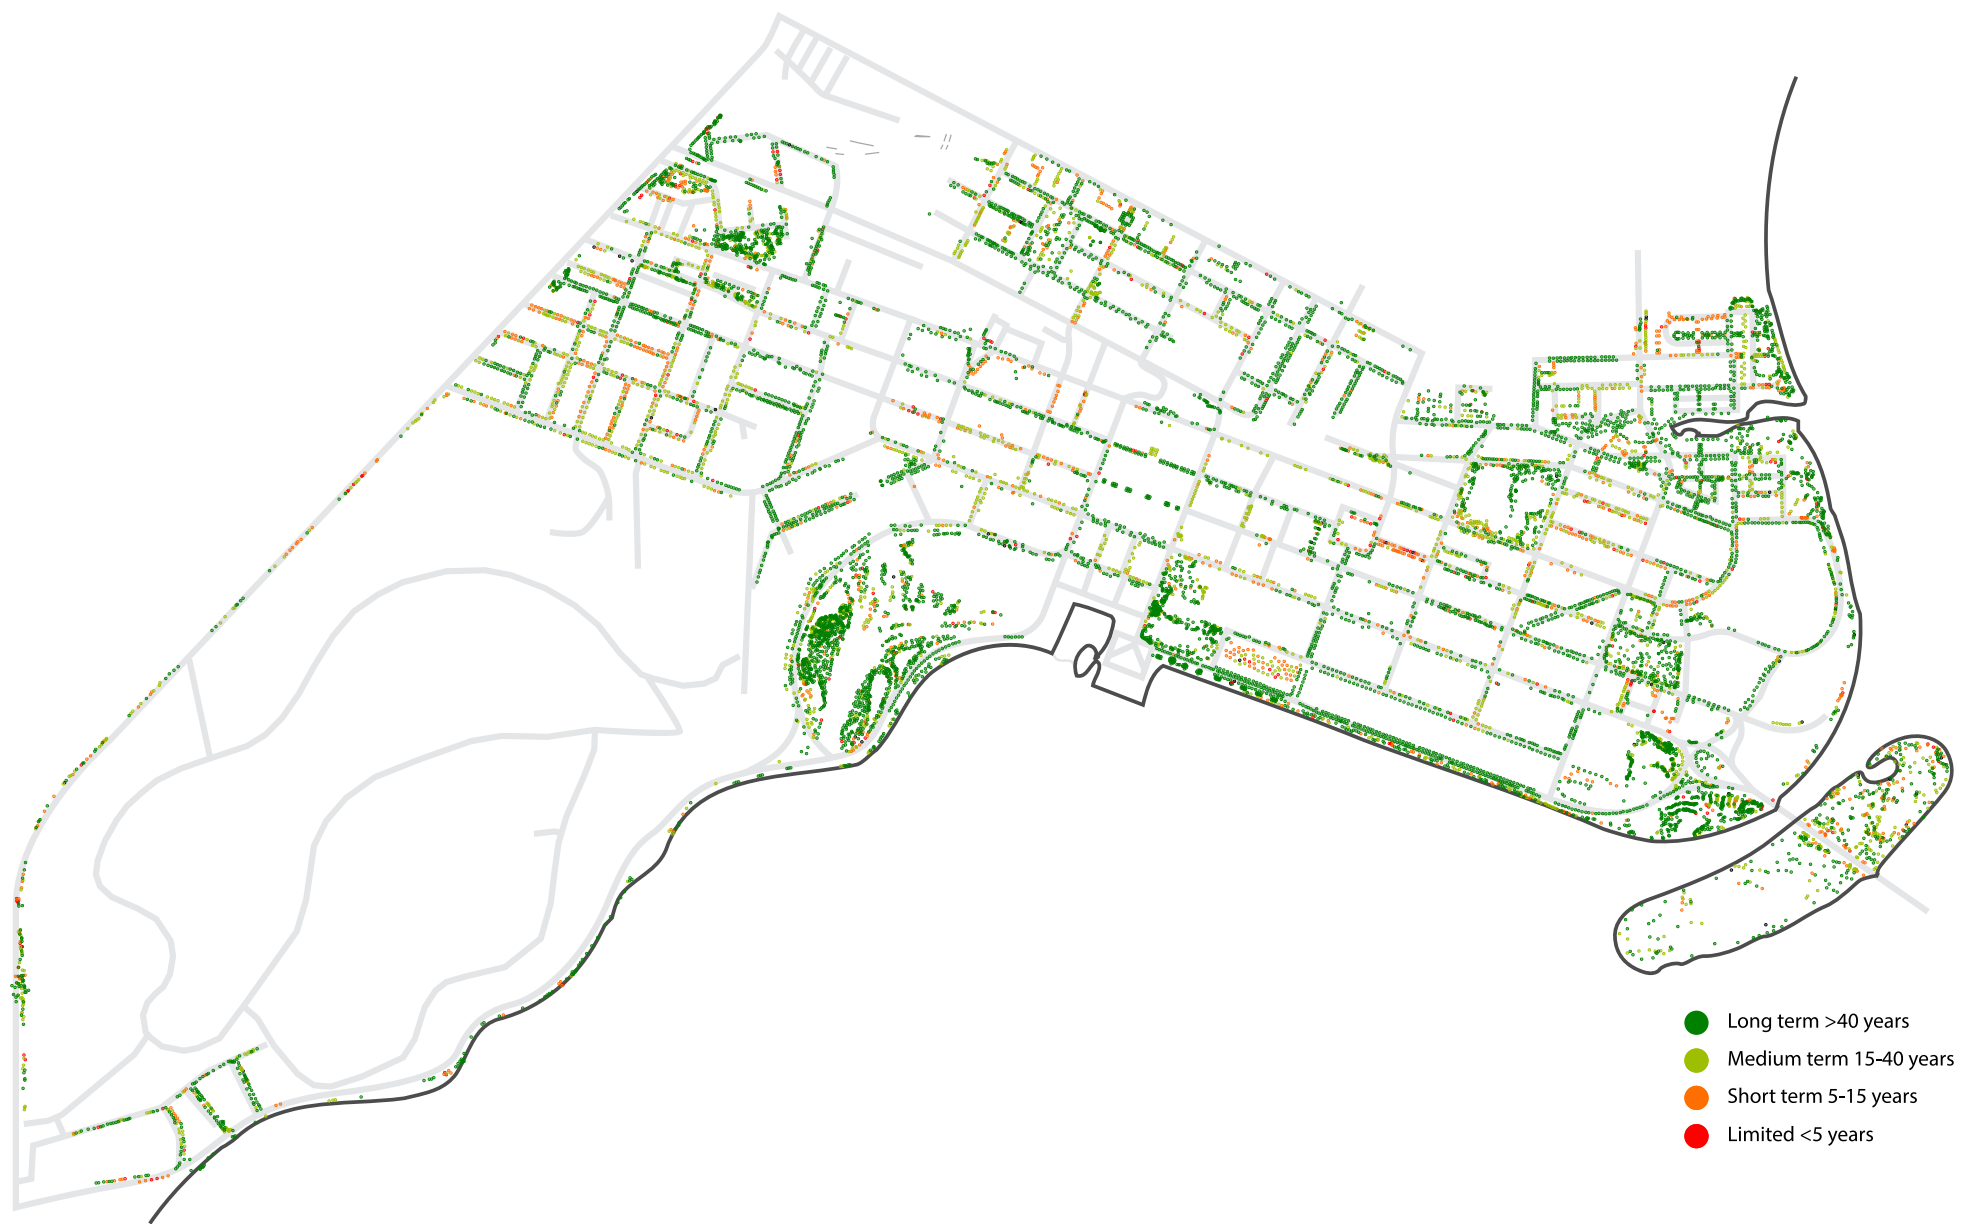 Long term >40 years
Medium term 15-40 years
Short term 5-15 years
Limited <5 years